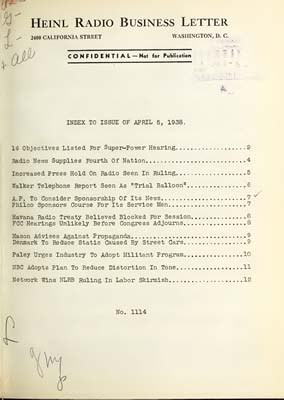 G-
L-
+ all
HEINL RADIO BUSINESS LETTER
2400 CALIFORNIA STREET WASHINGTON, D. C.
CONFIDENTIAL—Not for Publication
INDEX TO ISSUE OF APRIL 5, 1938.
16 Objectives Listed For Super-Power Hearing....................2
Radio News Supplies Fourth Of Nation............................4
Increased Press Hold On Radio Seen In Ruling....................5
Walker Telephone Report Seen As "Trial Balloon".................6
A.P. To Consider Sponsorship Of Its News........................7
Philco Sponsors Course For Its Service Men......................7
Havana Radio Treaty Believed Blocked For Session................8
FCC Hearings Unlikely Before Congress Adjourns..................8
Mason Advises Against Propaganda................................9
Denmark To Reduce Static Caused By Street Cars..................9
Paley Urges Industry To Adopt Militant Program.................10
NBC Adopts Plan To Reduce Distortion In Tone...................11
Network Wins NLRB Ruling In Labor Skirmish.....................12
No. 1114